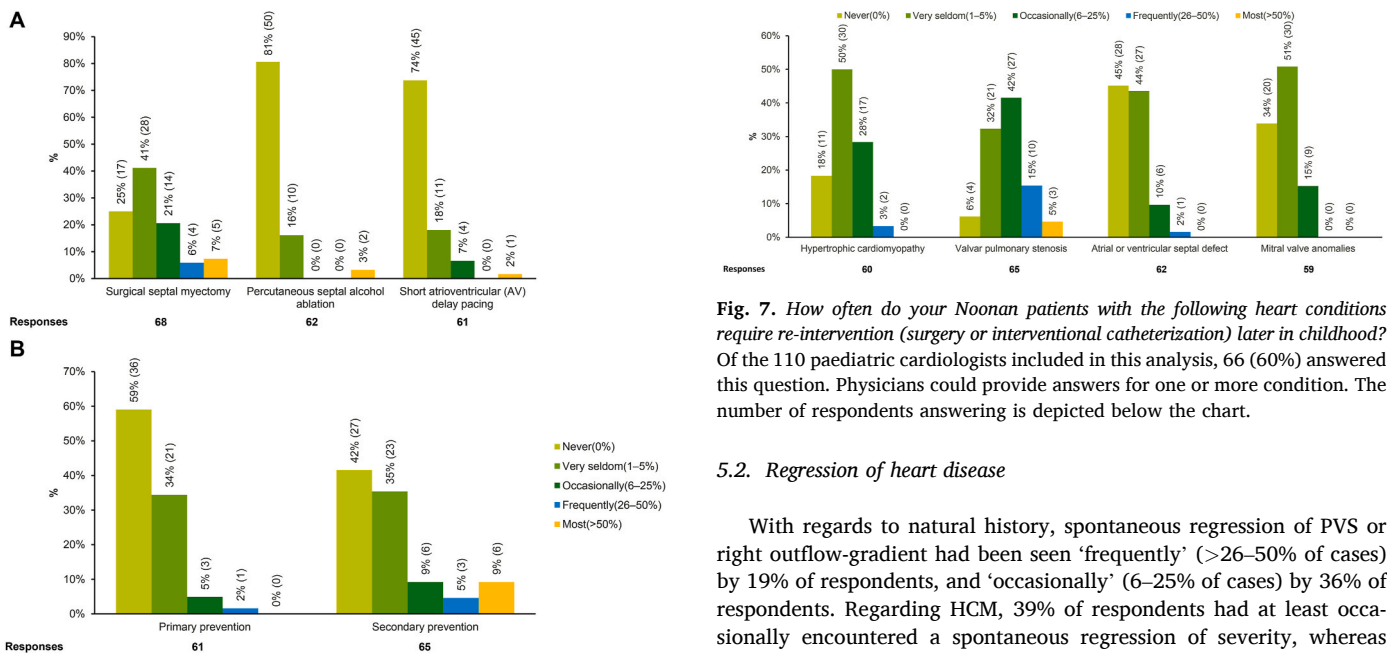 A
90%
80%
70%
60%
50%
40%
30%
20%
10%
0%
%
25% (17)
41% (28)
21% (14)
6% (4)
7% (5)
81% (50)
16% (10)
0% (0)
0% (0)
3% (2)
74% (45)
18% (11)
7% (4)
0% (0)
2% (1)
Surgical septal myectomy
Percutaneous septal alcohol
ablation
Short atrioventricular (AV)
delay pacing
Responses 68 62 61
B
70%
60%
50%
40%
30%
20%
10%
0%
%
59% (36)
34% (21)
5% (3)
2% (1)
0% (0)
42% (27)
35% (23)
9% (6)
5% (3)
9% (6)
Never(0%)
Very seldom(1–5%)
Occasionally(6–25%)
Frequently(26–50%)
Most(>50%)
Primary prevention
Secondary prevention
Responses 61 65
Never(0%) Very seldom(1–5%) Occasionally(6–25%) Frequently(26–50%) Most(>50%)
60%
50%
40%
30%
20%
10%
0%
%
18% (11)
50% (30)
28% (17)
3% (2)
0% (0)
6% (4)
32% (21)
42% (27)
15% (10)
5% (3)
45% (28)
44% (27)
10% (6)
2% (1)
0% (0)
34% (20)
51% (30)
15% (9)
0% (0)
0% (0)
Hypertrophic cardiomyopathy
Valvar pulmonary stenosis
Atrial or ventricular septal defect
Mitral valve anomalies
Responses 60 65 62 59
Fig. 7. How often do your Noonan patients with the following heart conditions
require re-intervention (surgery or interventional catheterization) later in childhood?
Of the 110 paediatric cardiologists included in this analysis, 66 (60%) answered
this question. Physicians could provide answers for one or more condition. The
number of respondents answering is depicted below the chart.
5.2. Regression of heart disease
With regards to natural history, spontaneous regression of PVS or
right outflow-gradient had been seen ‘frequently’ (>26–50% of cases)
by 19% of respondents, and ‘occasionally’ (6–25% of cases) by 36% of
respondents. Regarding HCM, 39% of respondents had at least occa-
sionally encountered a spontaneous regression of severity, whereas